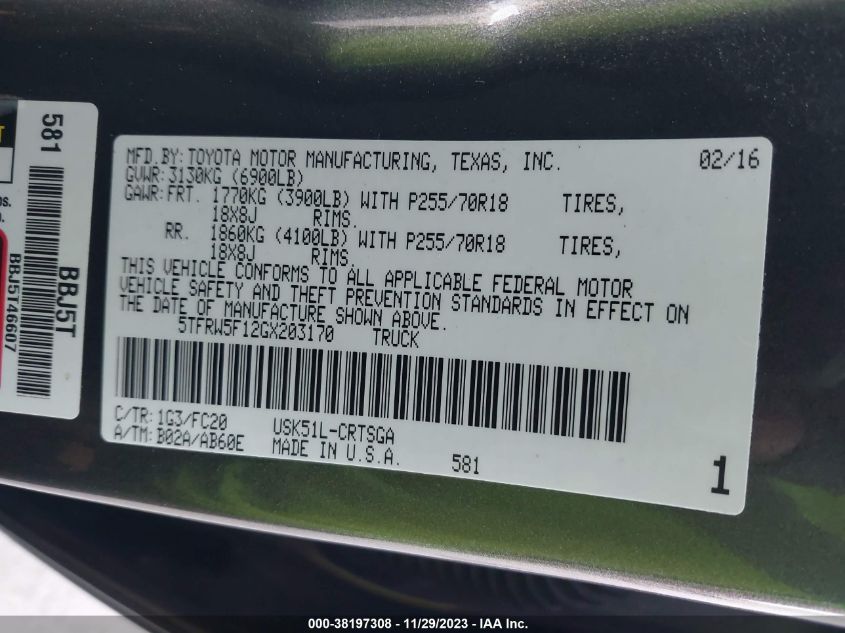 MFD.BY:TOYOTA MOTOR MANUFACTURING, TEXAS, INC. 02/16
GVWR:3130KG (6900LB)
GAWR:FRT. 1770KG (3900LB) WITH P255/70R18 TIRES,
18X8J RIMS.
RR. 1860KG (4100LB) WITH P255/70R18 TIRES,
18X8J RIMS.
THIS VEHICLE CONFORMS TO ALL APPLICABLE FEDERAL MOTOR
VEHICLE SAFETY AND THEFT PREVENTION STANDARDS IN EFFECT ON
THE DATE OF MANUFACTURE SHOWN ABOVE.
5TFRW5F12GX203170 TRUCK
C/TR:1G3/FC20 USK51L-CRTSGA
A/TM:B02A/AB60E MADE IN U.S.A. 581
1
581
BBJ5T
BBJ5T46607
000-38197308 - 11/29/2023 - IAA Inc.